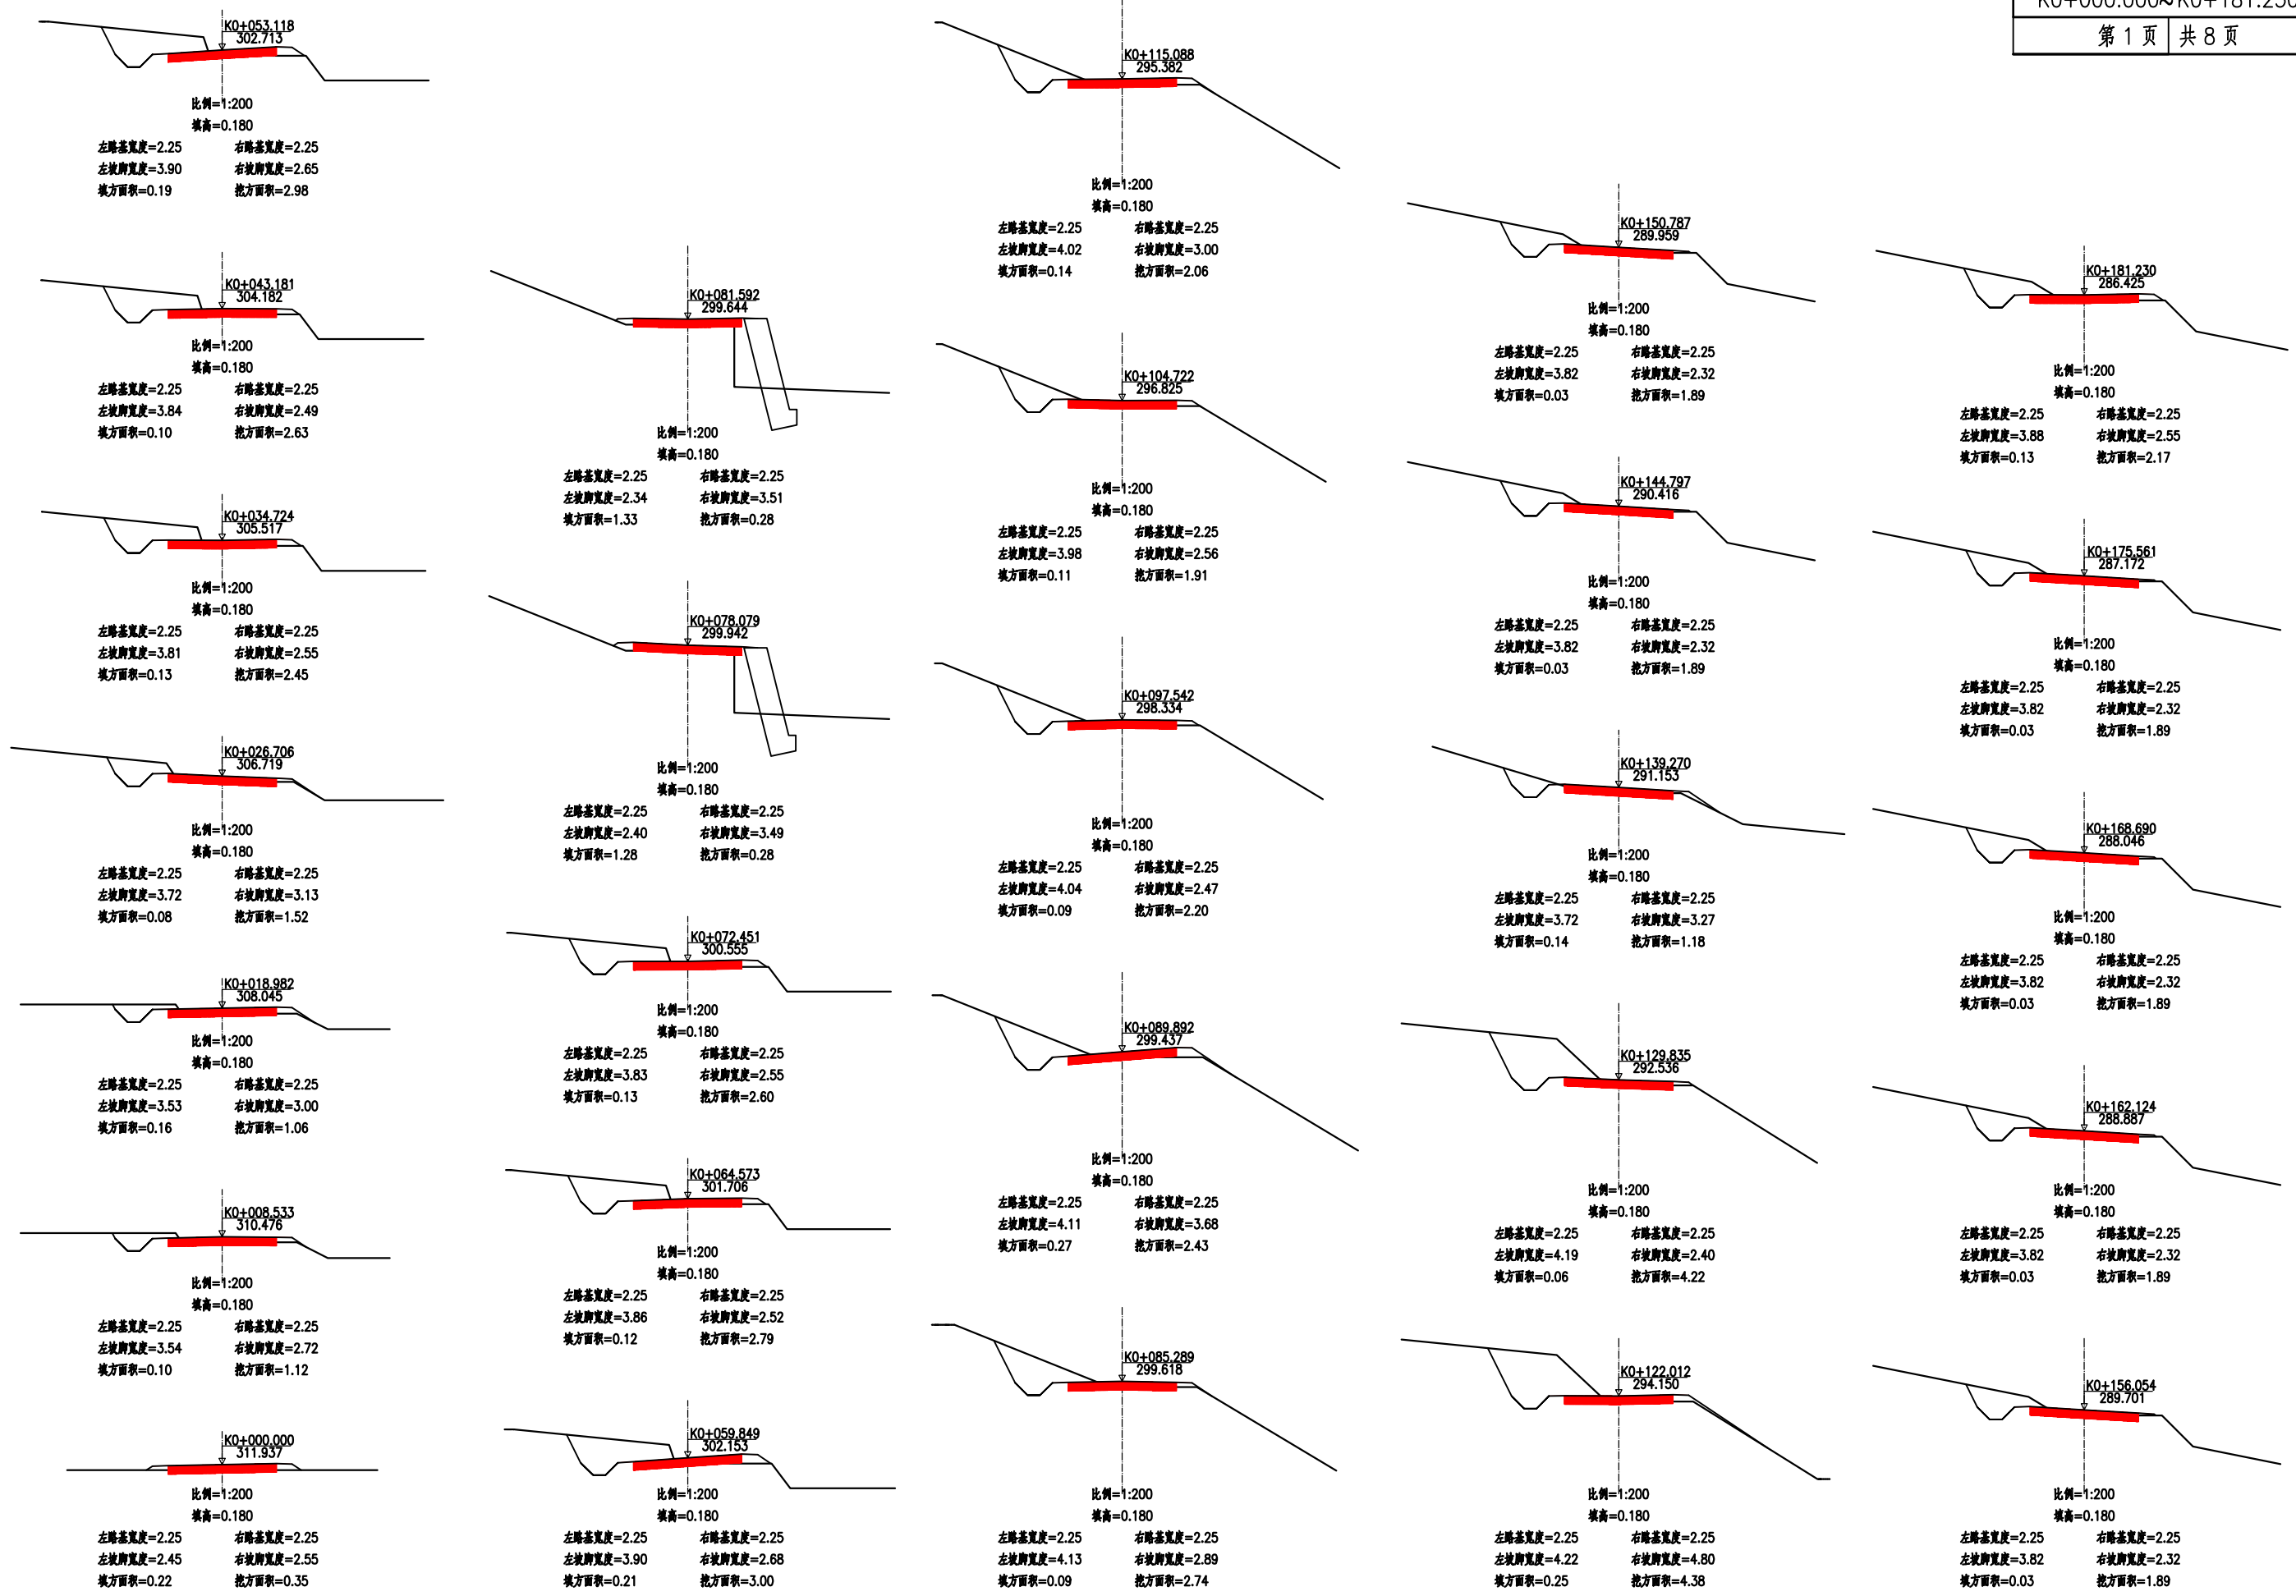 K0+000.000~K0+181.230
第 1 页 共 8 页
K0+053.118
302.713
比例=1:200
填高=0.180
左路基宽度=2.25 右路基宽度=2.25
左坡脚宽度=3.90 右坡脚宽度=2.65
填方面积=0.19 挖方面积=2.98
K0+043.181
304.182
比例=1:200
填高=0.180
左路基宽度=2.25 右路基宽度=2.25
左坡脚宽度=3.84 右坡脚宽度=2.49
填方面积=0.10 挖方面积=2.63
K0+034.724
305.517
比例=1:200
填高=0.180
左路基宽度=2.25 右路基宽度=2.25
左坡脚宽度=3.81 右坡脚宽度=2.55
填方面积=0.13 挖方面积=2.45
K0+026.706
306.719
比例=1:200
填高=0.180
左路基宽度=2.25 右路基宽度=2.25
左坡脚宽度=3.72 右坡脚宽度=3.13
填方面积=0.08 挖方面积=1.52
K0+018.982
308.045
比例=1:200
填高=0.180
左路基宽度=2.25 右路基宽度=2.25
左坡脚宽度=3.53 右坡脚宽度=3.00
填方面积=0.16 挖方面积=1.06
K0+008.533
310.476
比例=1:200
填高=0.180
左路基宽度=2.25 右路基宽度=2.25
左坡脚宽度=3.54 右坡脚宽度=2.72
填方面积=0.10 挖方面积=1.12
K0+000.000
311.937
比例=1:200
填高=0.180
左路基宽度=2.25 右路基宽度=2.25
左坡脚宽度=2.45 右坡脚宽度=2.55
填方面积=0.22 挖方面积=0.35
K0+081.592
299.644
比例=1:200
填高=0.180
左路基宽度=2.25 右路基宽度=2.25
左坡脚宽度=2.34 右坡脚宽度=3.51
填方面积=1.33 挖方面积=0.28
K0+078.079
299.942
比例=1:200
填高=0.180
左路基宽度=2.25 右路基宽度=2.25
左坡脚宽度=2.40 右坡脚宽度=3.49
填方面积=1.28 挖方面积=0.28
K0+072.451
300.555
比例=1:200
填高=0.180
左路基宽度=2.25 右路基宽度=2.25
左坡脚宽度=3.83 右坡脚宽度=2.55
填方面积=0.13 挖方面积=2.60
K0+064.573
301.706
比例=1:200
填高=0.180
左路基宽度=2.25 右路基宽度=2.25
左坡脚宽度=3.86 右坡脚宽度=2.52
填方面积=0.12 挖方面积=2.79
K0+059.849
302.153
比例=1:200
填高=0.180
左路基宽度=2.25 右路基宽度=2.25
左坡脚宽度=3.90 右坡脚宽度=2.68
填方面积=0.21 挖方面积=3.00
K0+115.088
295.382
比例=1:200
填高=0.180
左路基宽度=2.25 右路基宽度=2.25
左坡脚宽度=4.02 右坡脚宽度=3.00
填方面积=0.14 挖方面积=2.06
K0+104.722
296.825
比例=1:200
填高=0.180
左路基宽度=2.25 右路基宽度=2.25
左坡脚宽度=3.98 右坡脚宽度=2.56
填方面积=0.11 挖方面积=1.91
K0+097.542
298.334
比例=1:200
填高=0.180
左路基宽度=2.25 右路基宽度=2.25
左坡脚宽度=4.04 右坡脚宽度=2.47
填方面积=0.09 挖方面积=2.20
K0+089.892
299.437
比例=1:200
填高=0.180
左路基宽度=2.25 右路基宽度=2.25
左坡脚宽度=4.11 右坡脚宽度=3.68
填方面积=0.27 挖方面积=2.43
K0+085.289
299.618
比例=1:200
填高=0.180
左路基宽度=2.25 右路基宽度=2.25
左坡脚宽度=4.13 右坡脚宽度=2.89
填方面积=0.09 挖方面积=2.74
K0+150.787
289.959
比例=1:200
填高=0.180
左路基宽度=2.25 右路基宽度=2.25
左坡脚宽度=3.82 右坡脚宽度=2.32
填方面积=0.03 挖方面积=1.89
K0+144.797
290.416
比例=1:200
填高=0.180
左路基宽度=2.25 右路基宽度=2.25
左坡脚宽度=3.82 右坡脚宽度=2.32
填方面积=0.03 挖方面积=1.89
K0+139.270
291.153
比例=1:200
填高=0.180
左路基宽度=2.25 右路基宽度=2.25
左坡脚宽度=3.72 右坡脚宽度=3.27
填方面积=0.14 挖方面积=1.18
K0+129.835
292.536
比例=1:200
填高=0.180
左路基宽度=2.25 右路基宽度=2.25
左坡脚宽度=4.19 右坡脚宽度=2.40
填方面积=0.06 挖方面积=4.22
K0+122.012
294.150
比例=1:200
填高=0.180
左路基宽度=2.25 右路基宽度=2.25
左坡脚宽度=4.22 右坡脚宽度=4.80
填方面积=0.25 挖方面积=4.38
K0+181.230
286.425
比例=1:200
填高=0.180
左路基宽度=2.25 右路基宽度=2.25
左坡脚宽度=3.88 右坡脚宽度=2.55
填方面积=0.13 挖方面积=2.17
K0+175.561
287.172
比例=1:200
填高=0.180
左路基宽度=2.25 右路基宽度=2.25
左坡脚宽度=3.82 右坡脚宽度=2.32
填方面积=0.03 挖方面积=1.89
K0+168.690
288.046
比例=1:200
填高=0.180
左路基宽度=2.25 右路基宽度=2.25
左坡脚宽度=3.82 右坡脚宽度=2.32
填方面积=0.03 挖方面积=1.89
K0+162.124
288.887
比例=1:200
填高=0.180
左路基宽度=2.25 右路基宽度=2.25
左坡脚宽度=3.82 右坡脚宽度=2.32
填方面积=0.03 挖方面积=1.89
K0+156.054
289.701
比例=1:200
填高=0.180
左路基宽度=2.25 右路基宽度=2.25
左坡脚宽度=3.82 右坡脚宽度=2.32
填方面积=0.03 挖方面积=1.89